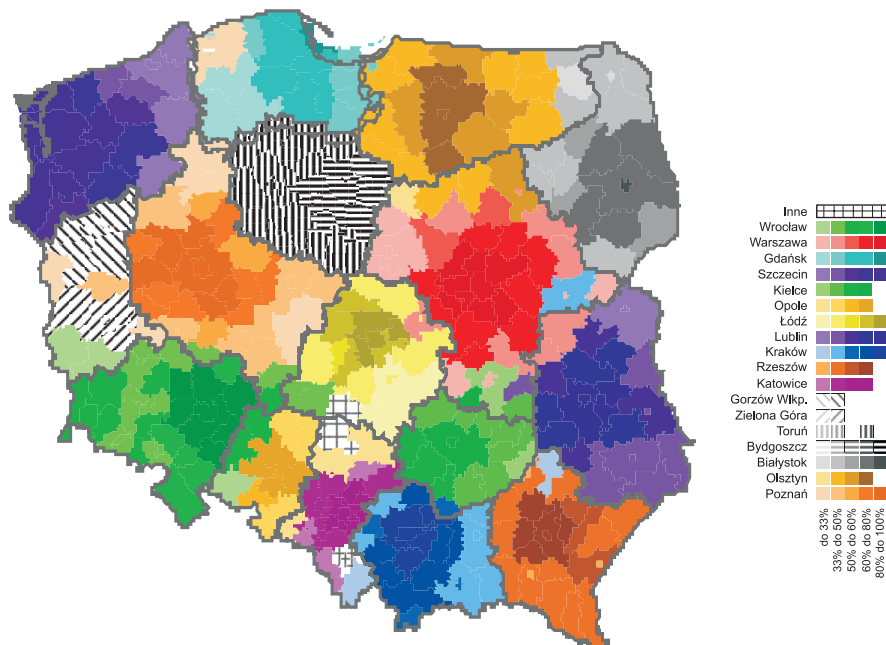 Inne
Wrocław
Warszawa
Gdańsk
Szczecin
Kielce
Opole
Łódź
Lublin
Kraków
Rzeszów
Katowice
Gorzów Wlkp.
Zielona Góra
Toruń
Bydgoszcz
Białystok
Olsztyn
Poznań
do 33%
33% do 50%
50% do 60%
60% do 80%
80% do 100%